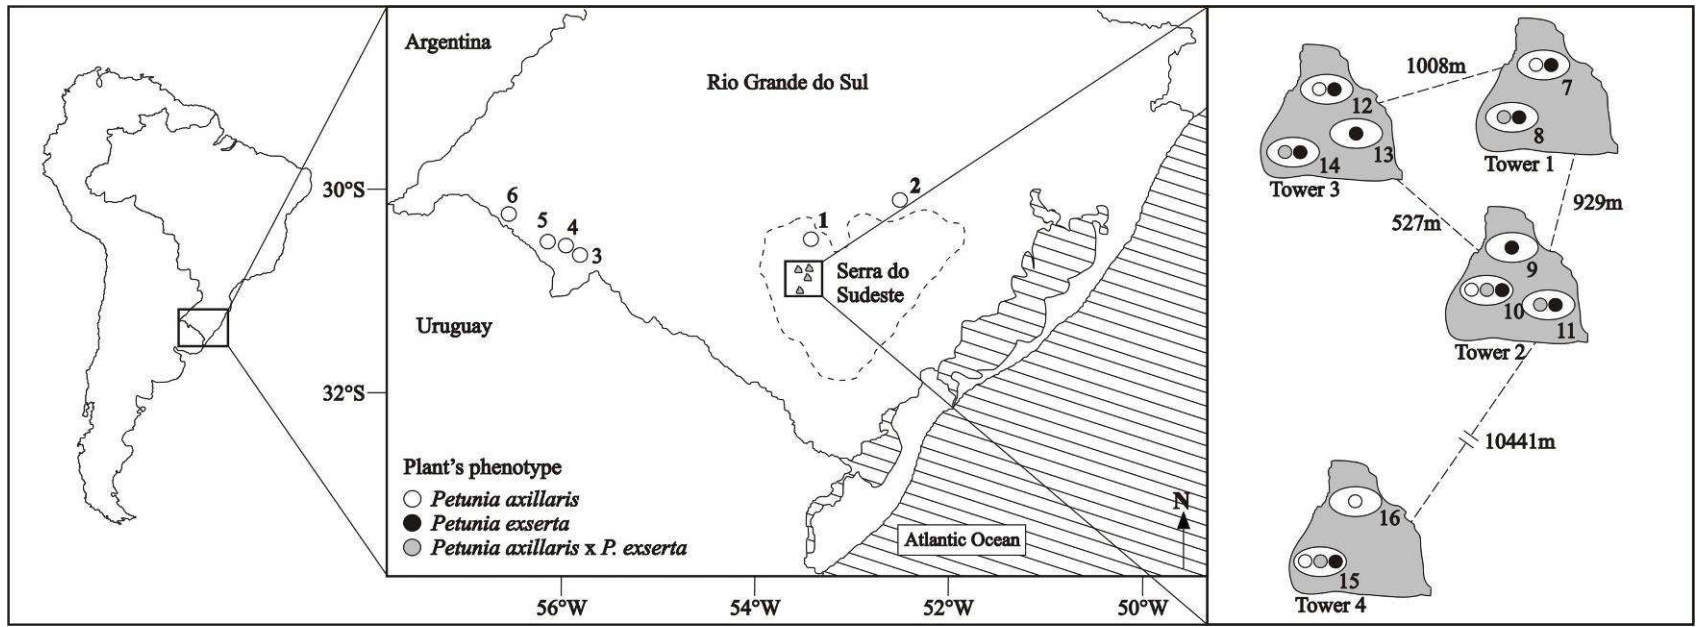 Argentina
Rio Grande do Sul
30°S
32°S
6
5
4
3
2
1
Serra do
Sudeste
Uruguay
Plant's phenotype
Petunia axillaris
Petunia exserta
Petunia axillaris x P. exserta
N
Atlantic Ocean
56°W
54°W
52°W
50°W
1008m
7
8
Tower 1
12
13
14
Tower 3
527m
929m
9
10
11
Tower 2
10441m
16
15
Tower 4